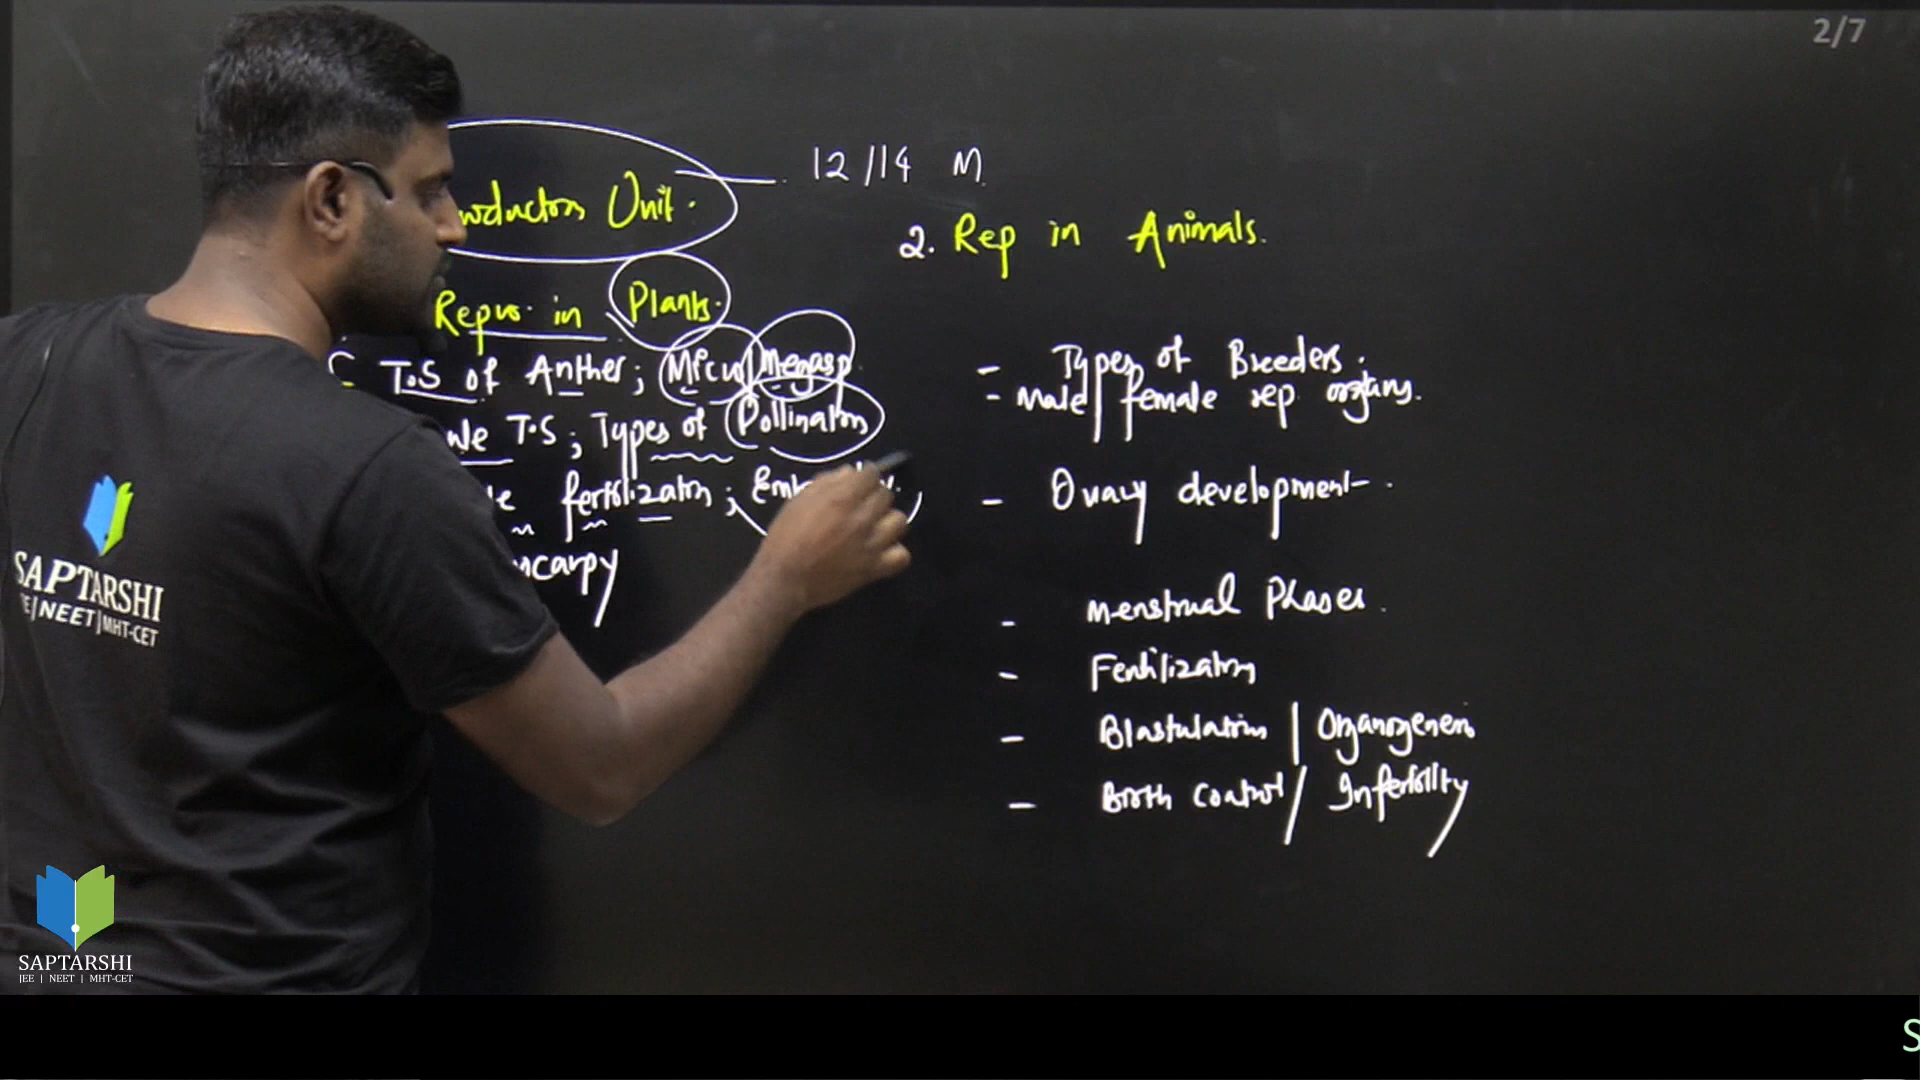 2/7
Unit.
12/14 M.
Repro. in Plants.
T.S of Anther; Micro/Megasp.
T.S; Types of Pollination
fertilization;
2. Rep in Animals.
- Types of Breeders.
- Male/female rep organs.
- Ovary development.
- Menstrual Phases.
- Fertilization
- Blastulation / Organogenesis
- Birth control / Infertility
SAPTARSHI
NEET | MHT-CET
SAPTARSHI
JEE | NEET | MHT-CET
S